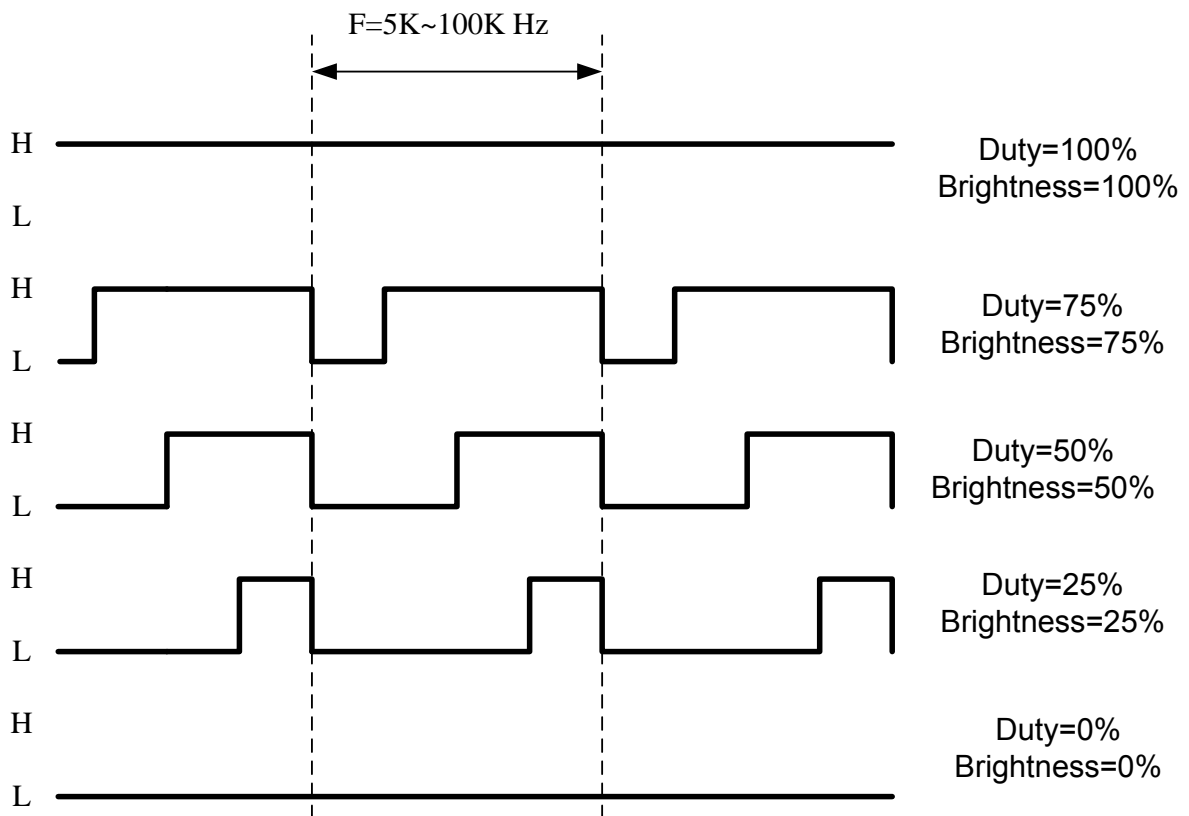 F=5K~100K Hz
H
L
Duty=100%
Brightness=100%
H
L
Duty=75%
Brightness=75%
H
L
Duty=50%
Brightness=50%
H
L
Duty=25%
Brightness=25%
H
L
Duty=0%
Brightness=0%